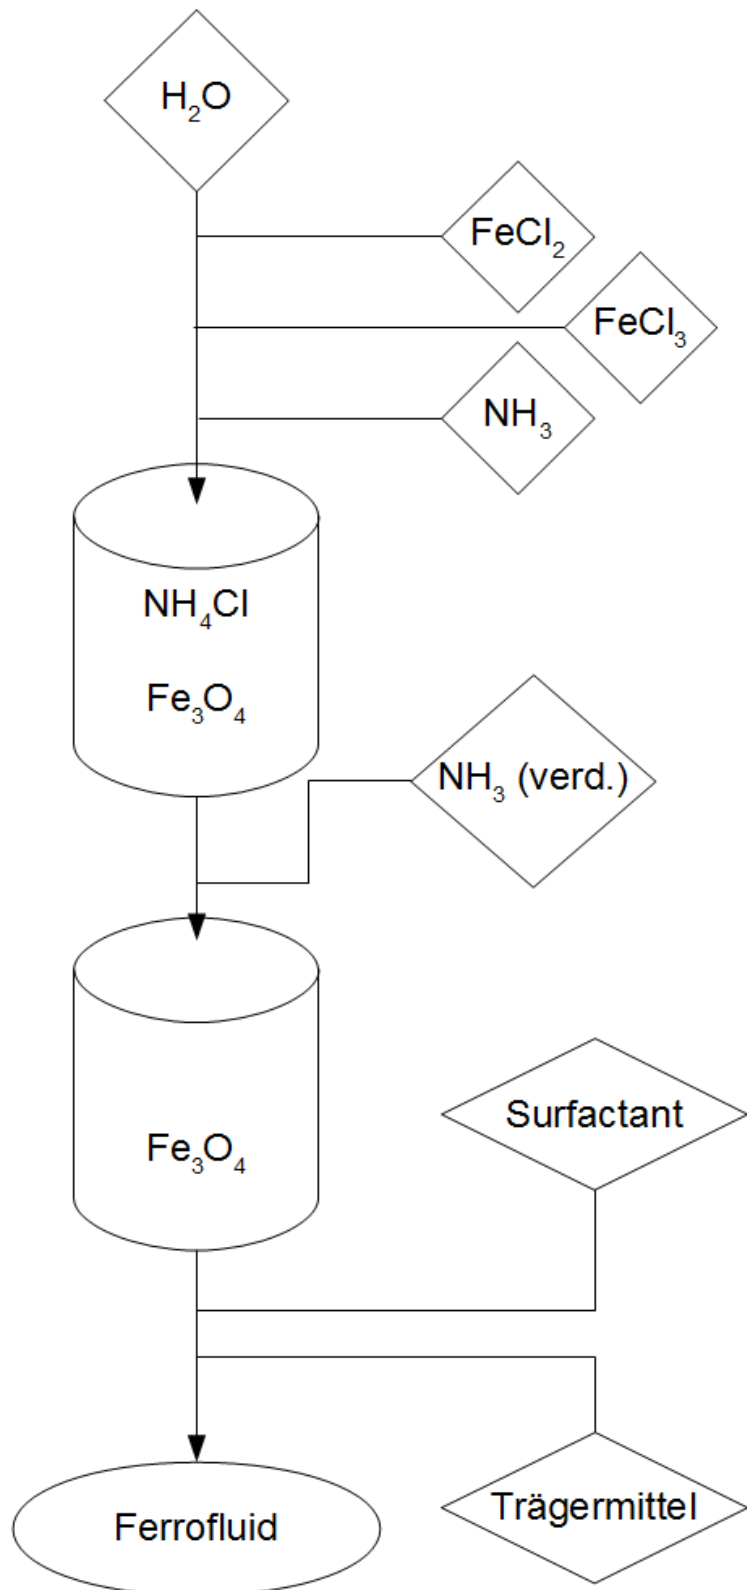 H₂O
FeCl₂
FeCl₃
NH₃
NH₄Cl
Fe₃O₄
NH₃ (verd.)
Fe₃O₄
Surfactant
Trägermittel
Ferrofluid